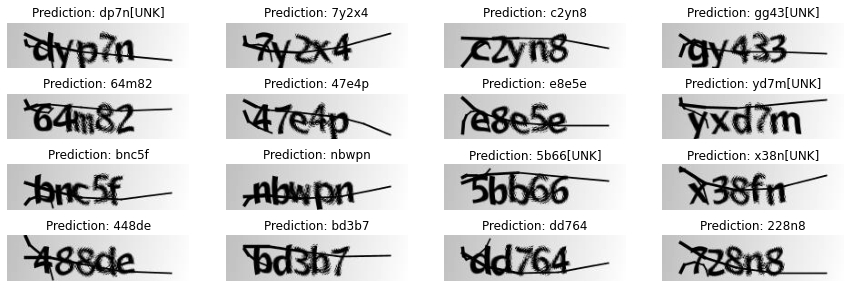 Prediction: dp7n[UNK] Prediction: 7y2x4 Prediction: c2yn8 Prediction: gg43[UNK]
dyp7n 7y2x4 c2yn8 gy433
Prediction: 64m82 Prediction: 47e4p Prediction: e8e5e Prediction: yd7m[UNK]
64m82 47e4p e8e5e yxd7m
Prediction: bnc5f Prediction: nbwpn Prediction: 5b66[UNK] Prediction: x38n[UNK]
bnc5f nbwpn 5bb66 x38fn
Prediction: 448de Prediction: bd3b7 Prediction: dd764 Prediction: 228n8
488de bd3b7 dd764 728n8